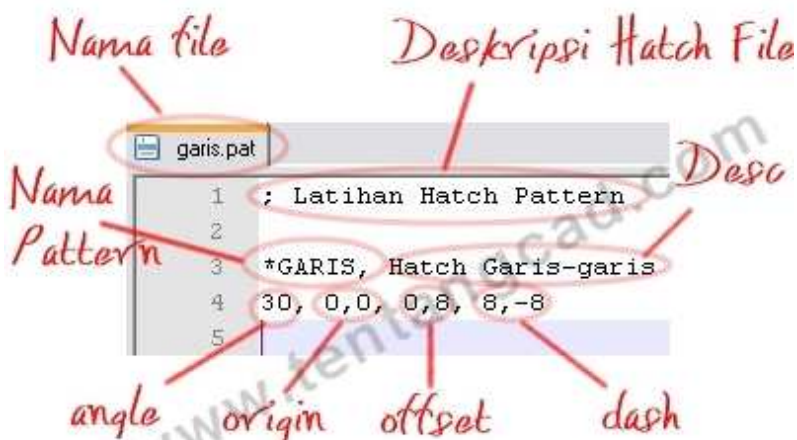 Nama file
Deskripsi Hatch File
garis.pat
Desc
Nama Pattern
1 ; Latihan Hatch Pattern
2
3 *GARIS, Hatch Garis-garis
4 30, 0,0, 0,8, 8,-8
5
angle origin offset dash
www.tentangcad.com